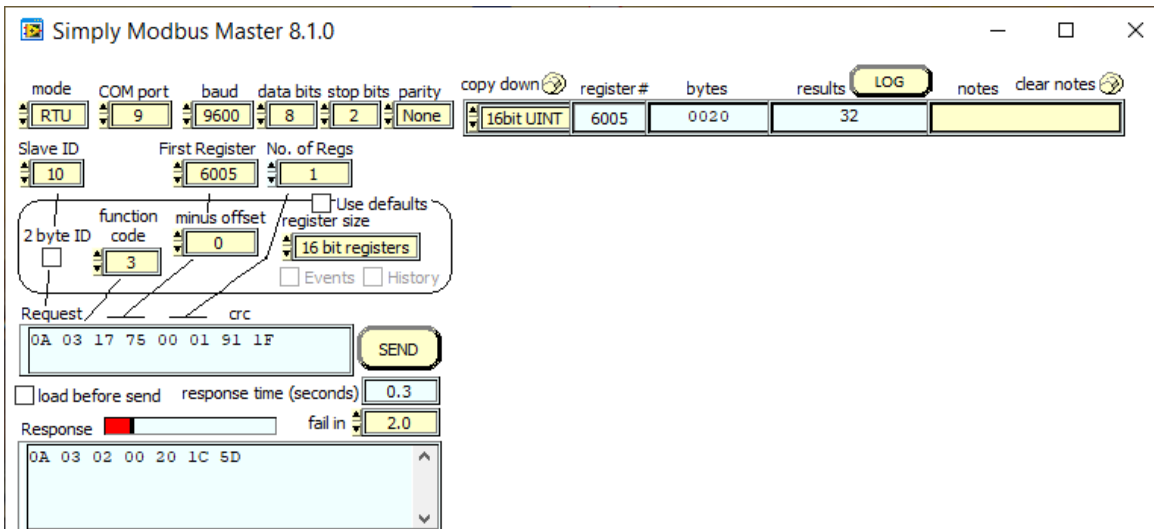 Simply Modbus Master 8.1.0
mode COM port baud data bits stop bits parity copy down register# bytes results LOG notes clear notes
RTU 9 9600 8 2 None 16bit UINT 6005 0020 32
Slave ID First Register No. of Regs
10 6005 1
Use defaults
2 byte ID function code minus offset register size
3 0 16 bit registers
Events History
Request crc
0A 03 17 75 00 01 91 1F
SEND
load before send response time (seconds) 0.3
Response fail in 2.0
0A 03 02 00 20 1C 5D